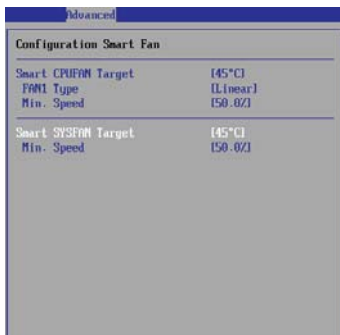 Advanced
Configuration Smart Fan
Smart CPUFAN Target [45°C]
FAN1 Type [Linear]
Min. Speed [50.0%]
Smart SYSFAN Target [45°C]
Min. Speed [50.0%]